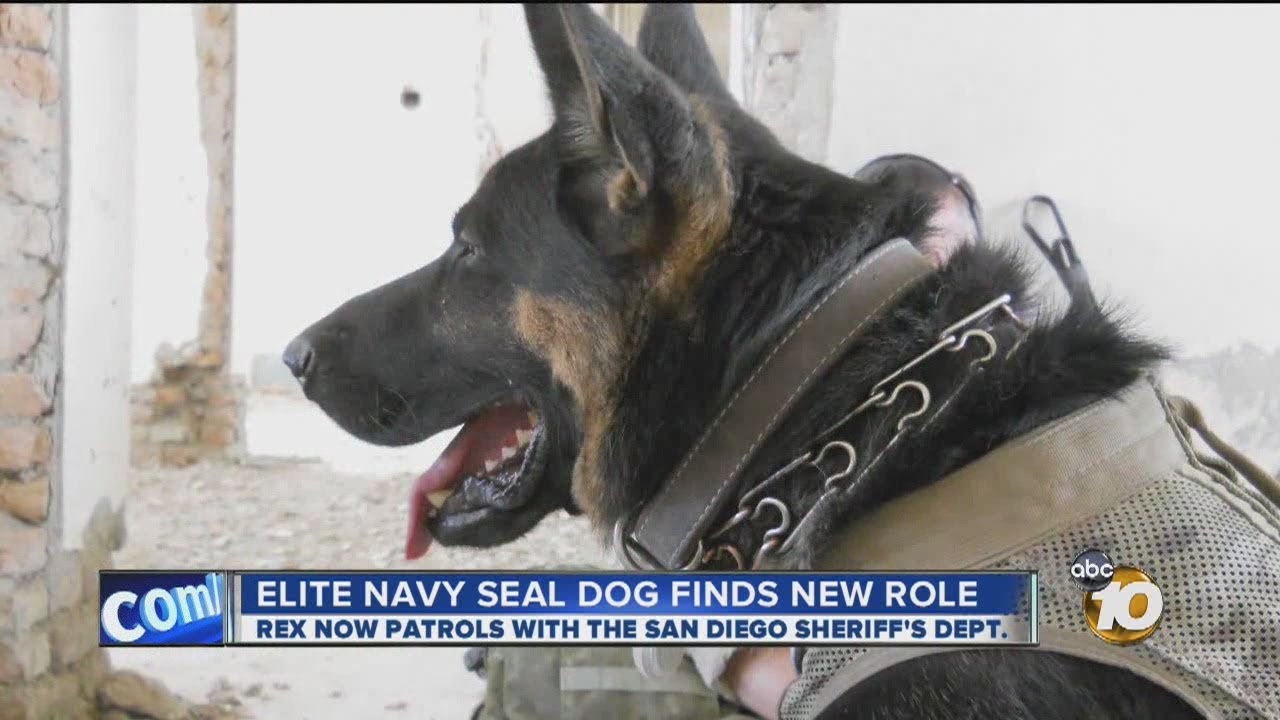 COM
ELITE NAVY SEAL DOG FINDS NEW ROLE
REX NOW PATROLS WITH THE SAN DIEGO SHERIFF'S DEPT.
abc
10